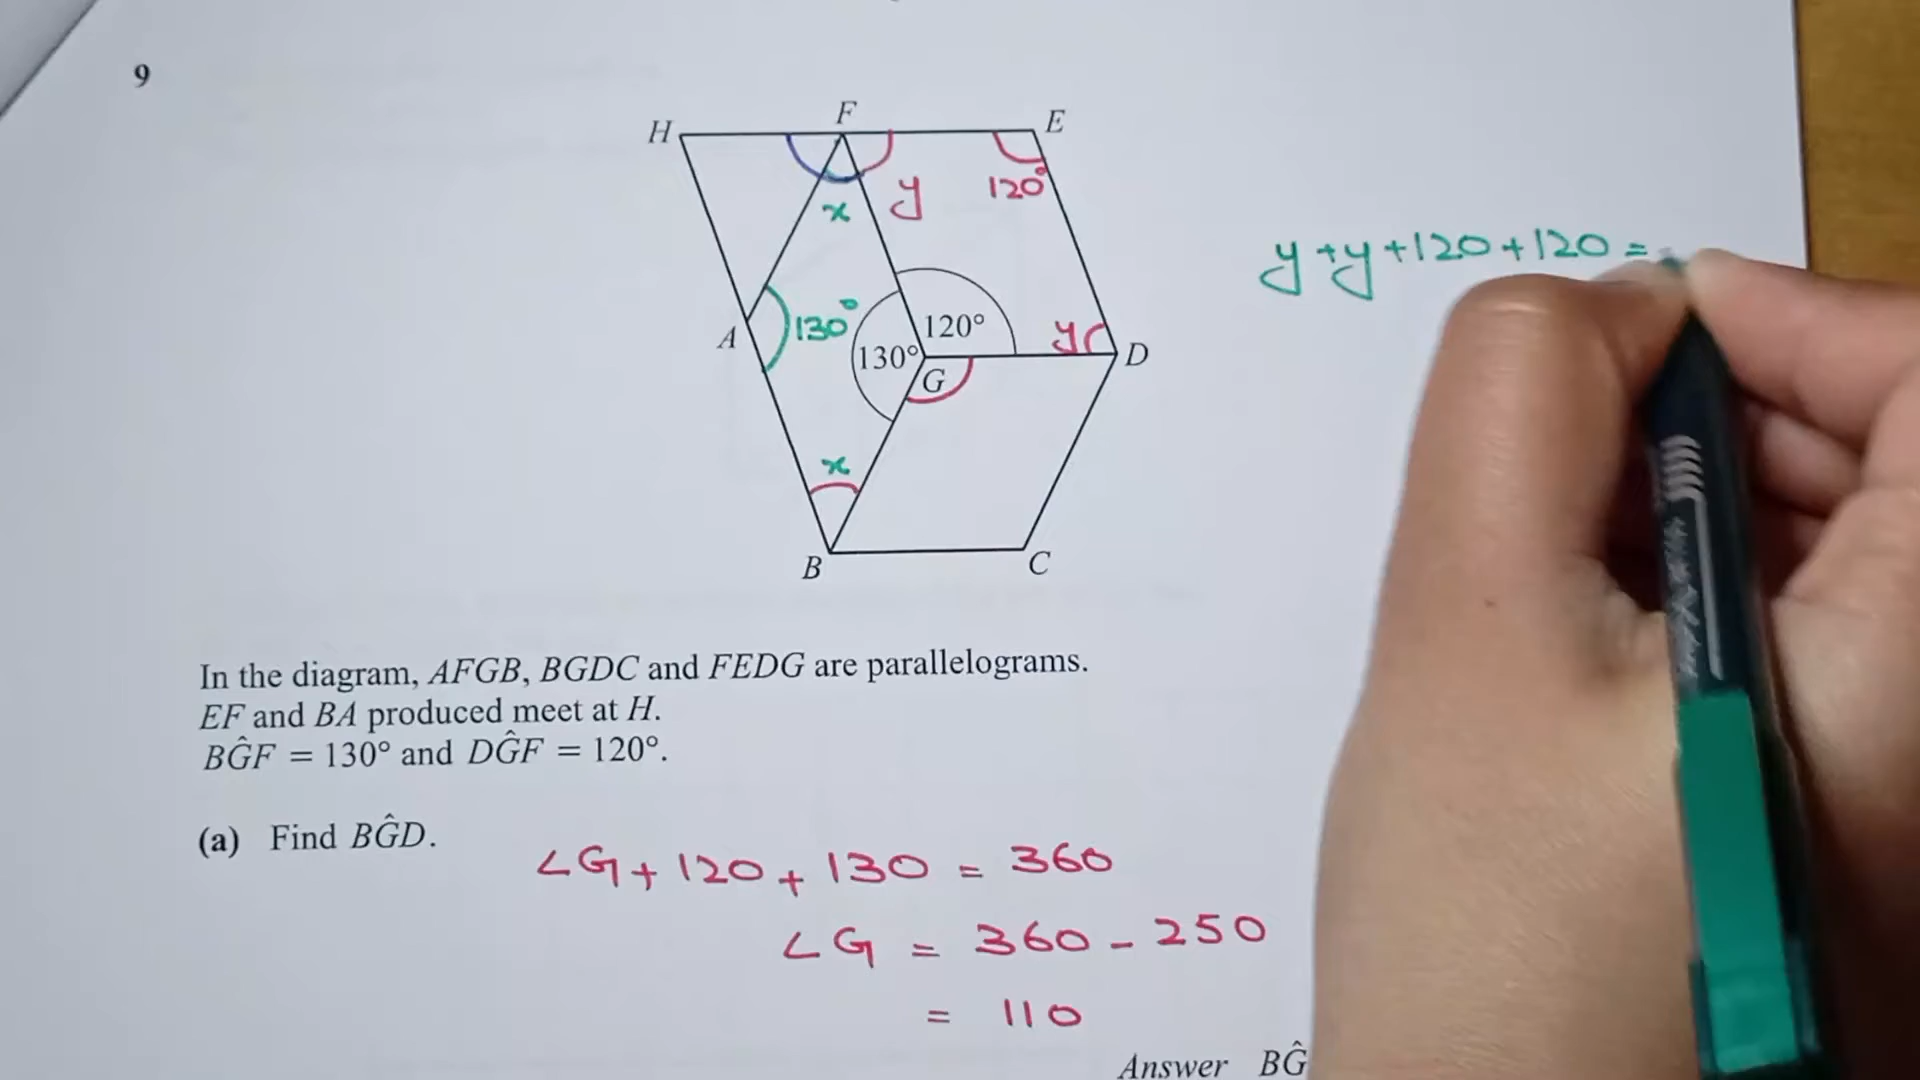 9
H F E
x y 120°
y + y + 120 + 120 =
A 130° 130° 120° y D
G
x
B C
In the diagram, AFGB, BGDC and FEDG are parallelograms.
EF and BA produced meet at H.
BĜF = 130° and DĜF = 120°.
(a) Find BĜD.
∠G + 120 + 130 = 360
∠G = 360 - 250
= 110
Answer BĜ